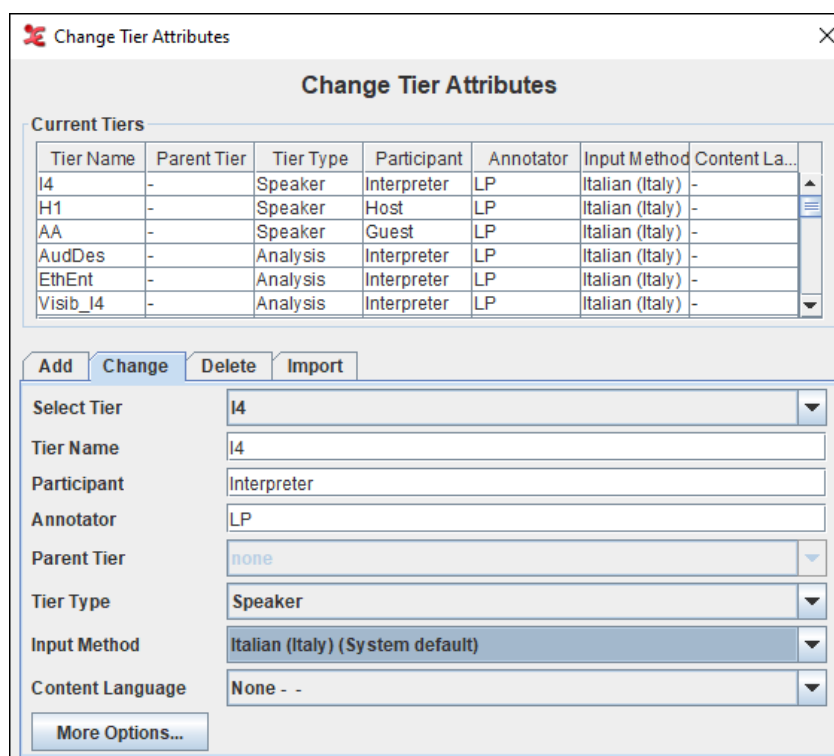 Change Tier Attributes
Change Tier Attributes
Current Tiers
Tier Name Parent Tier Tier Type Participant Annotator Input Method Content La...
I4 - Speaker Interpreter LP Italian (Italy) -
H1 - Speaker Host LP Italian (Italy) -
AA - Speaker Guest LP Italian (Italy) -
AudDes - Analysis Interpreter LP Italian (Italy) -
EthEnt - Analysis Interpreter LP Italian (Italy) -
Visib_I4 - Analysis Interpreter LP Italian (Italy) -
Add Change Delete Import
Select Tier I4
Tier Name I4
Participant Interpreter
Annotator LP
Parent Tier none
Tier Type Speaker
Input Method Italian (Italy) (System default)
Content Language None - -
More Options...